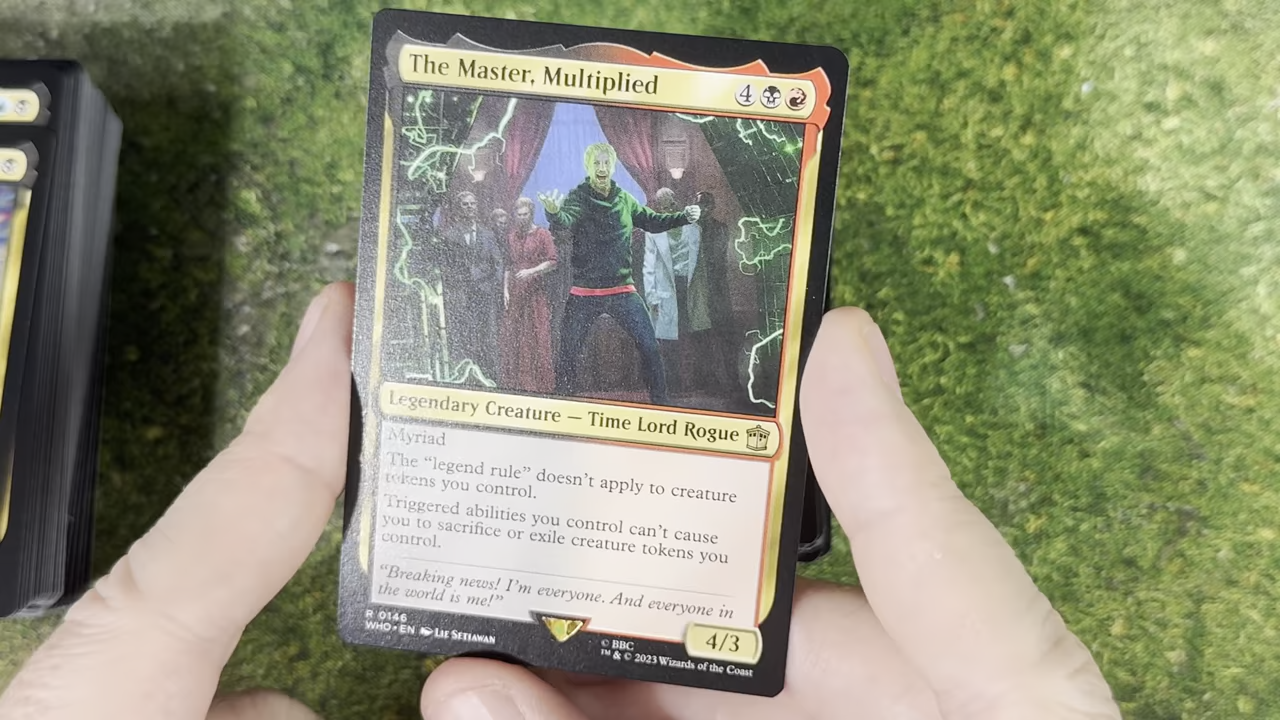 The Master, Multiplied
4
Legendary Creature — Time Lord Rogue
Myriad
The “legend rule” doesn't apply to creature
tokens you control.
Triggered abilities you control can't cause
you to sacrifice or exile creature tokens you
control.
“Breaking news! I'm everyone. And everyone in
the world is me!”
4/3
R 0146
WHO • EN Lie Setiawan
© BBC
™ & © 2023 Wizards of the Coast